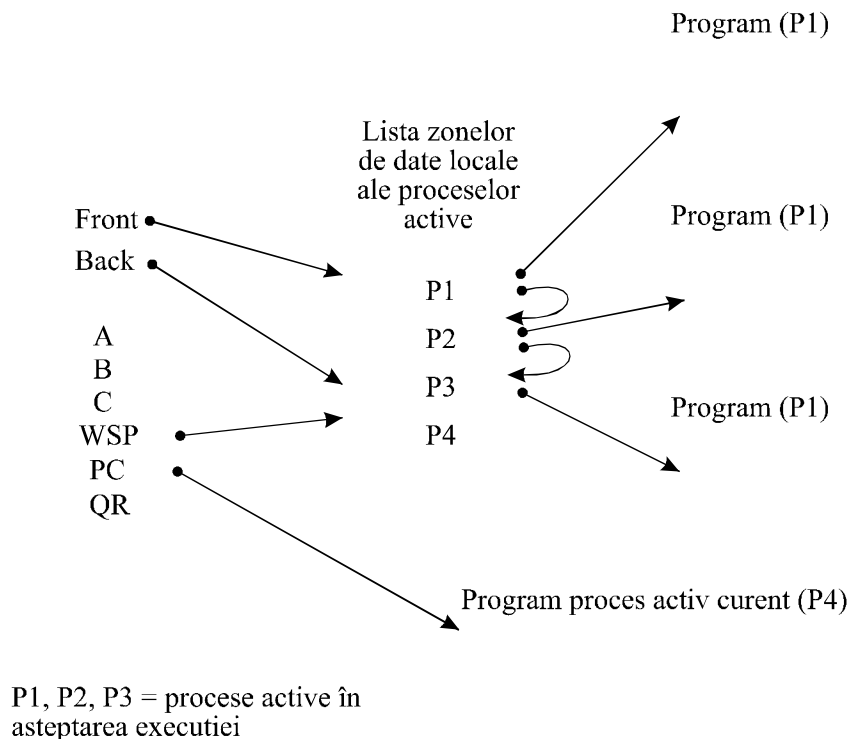 Program (P1)
Lista zonelor
de date locale
ale proceselor
active
Front
Back
Program (P1)
P1
P2
P3
P4
A
B
C
WSP
PC
QR
Program (P1)
Program proces activ curent (P4)
P1, P2, P3 = procese active în
asteptarea executiei